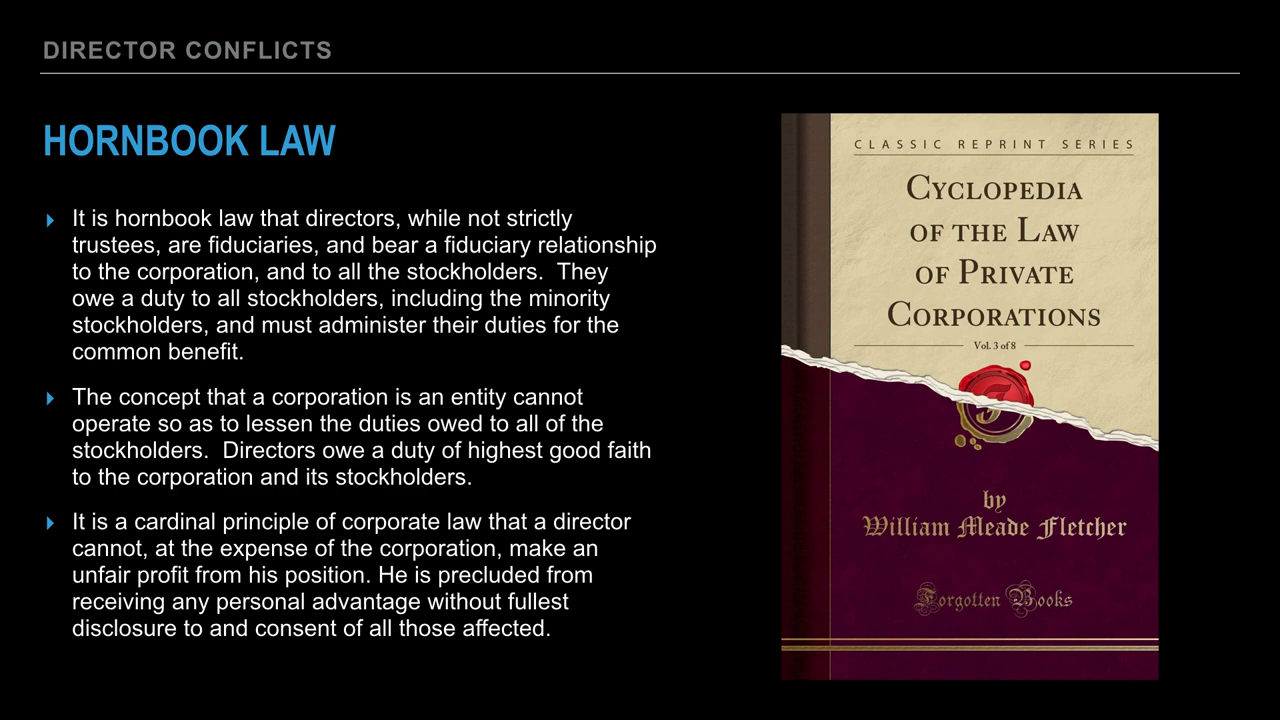 DIRECTOR CONFLICTS
HORNBOOK LAW
It is hornbook law that directors, while not strictly
trustees, are fiduciaries, and bear a fiduciary relationship
to the corporation, and to all the stockholders.  They
owe a duty to all stockholders, including the minority
stockholders, and must administer their duties for the
common benefit.
The concept that a corporation is an entity cannot
operate so as to lessen the duties owed to all of the
stockholders.  Directors owe a duty of highest good faith
to the corporation and its stockholders.
It is a cardinal principle of corporate law that a director
cannot, at the expense of the corporation, make an
unfair profit from his position. He is precluded from
receiving any personal advantage without fullest
disclosure to and consent of all those affected.
CLASSIC REPRINT SERIES
Cyclopedia
of the Law
of Private
Corporations
Vol. 3 of 8
by
William Meade Fletcher
Forgotten Books